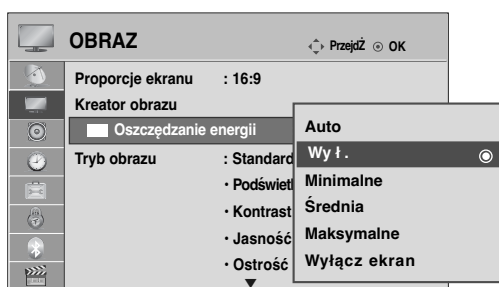 OBRAZ
PrzejdŹ OK
Proporcje ekranu : 16:9
Kreator obrazu
Oszczędzanie energii
Tryb obrazu : Standard
• Podświetl
• Kontrast
• Jasność
• Ostrość
Auto
Wył.
Minimalne
Średnia
Maksymalne
Wyłącz ekran